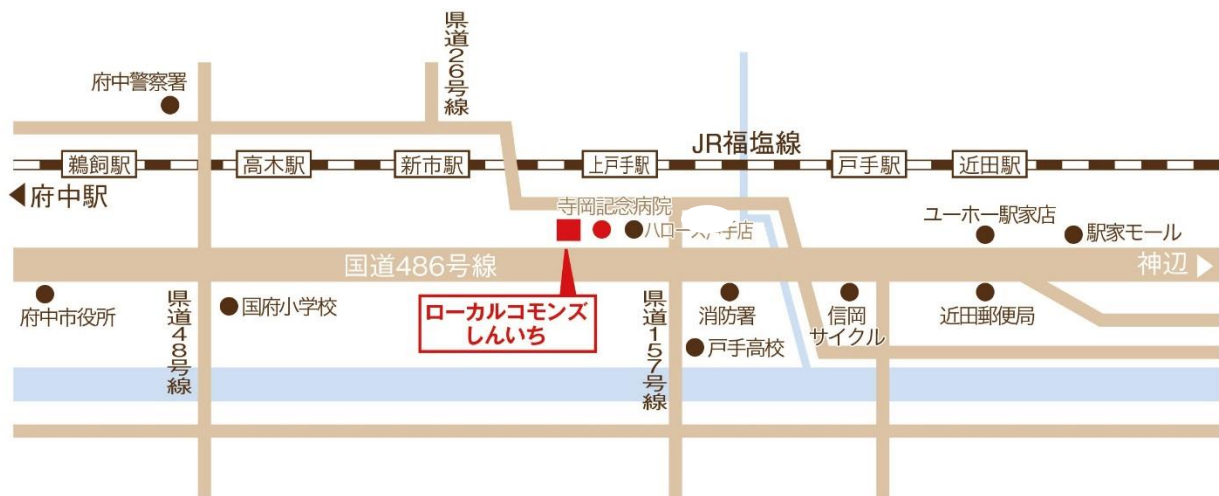 県道26号線
府中警察署
JR福塩線
鵜飼駅
高木駅
新市駅
上戸手駅
戸手駅
近田駅
府中駅
寺岡記念病院
ユーホー駅家店
駅家モール
国道486号線
神辺
ローカルコモンズ
しんいち
府中市役所
県道48号線
国府小学校
県道157号線
消防署
戸手高校
信岡
サイクル
近田郵便局